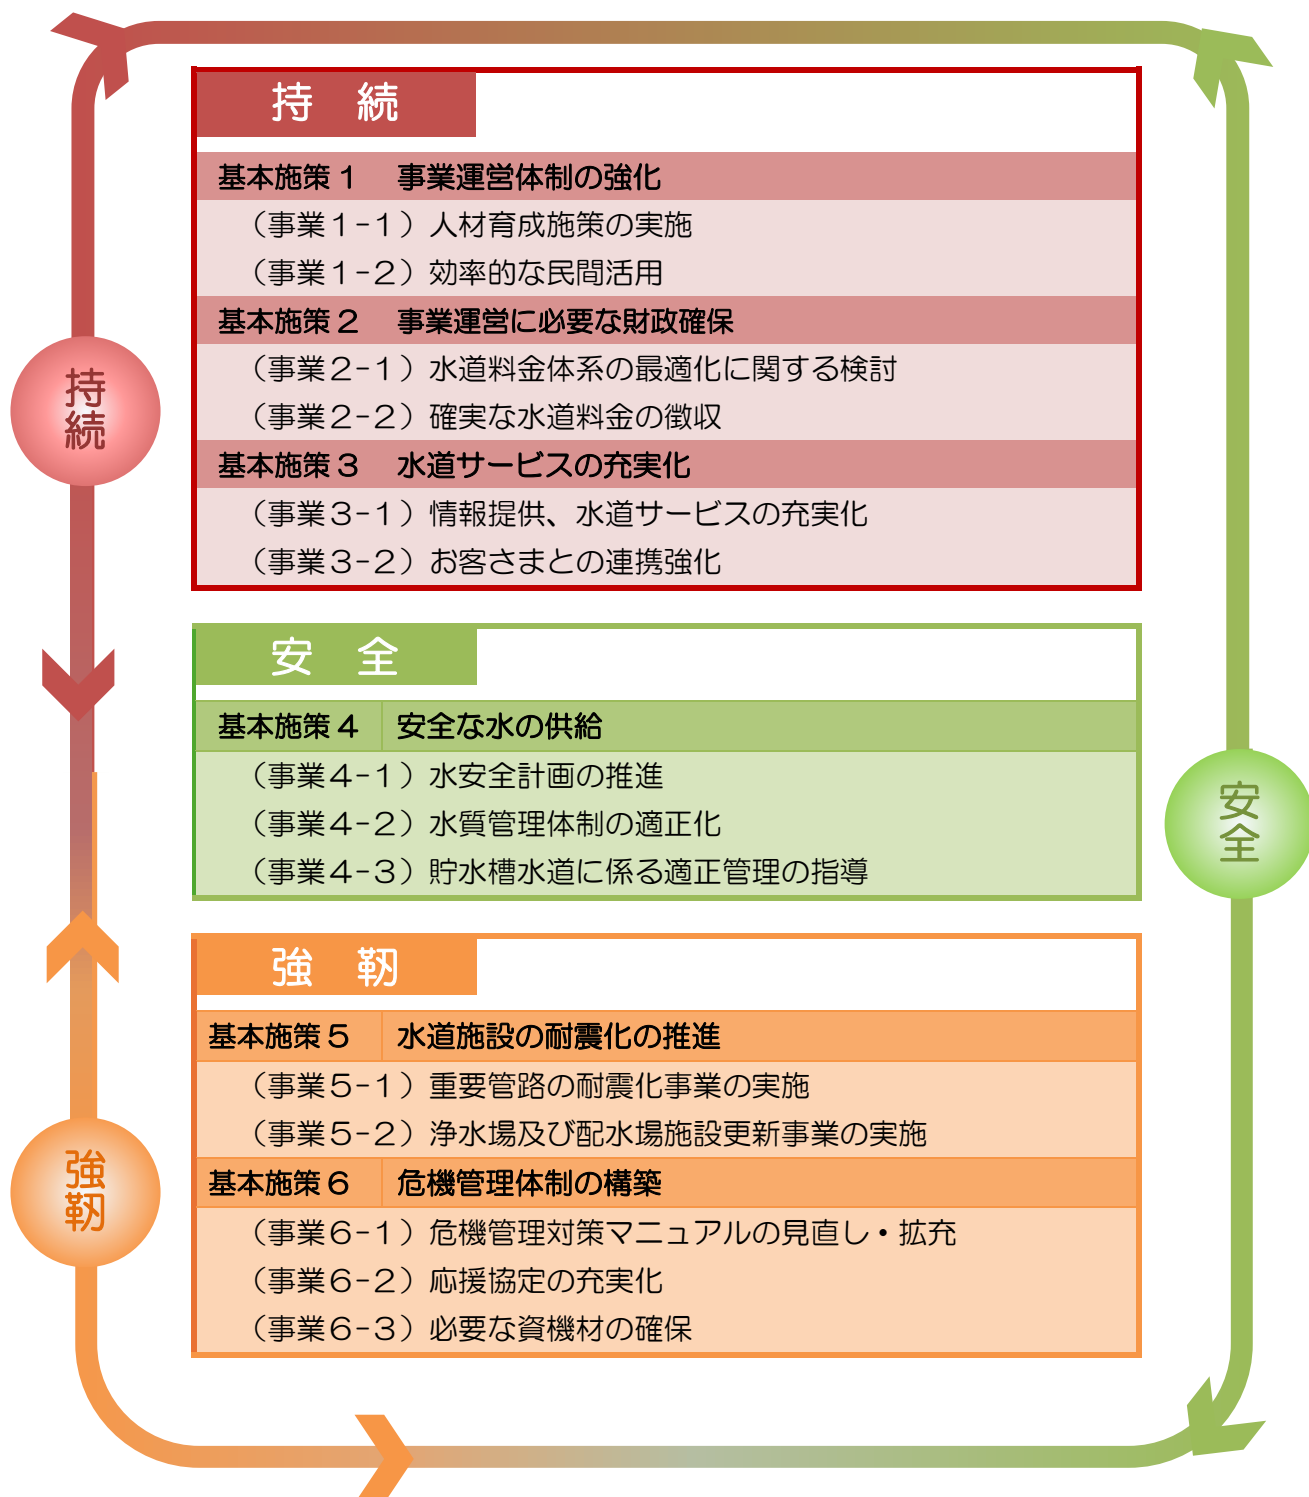 持　続
基本施策１　事業運営体制の強化
（事業１-１）人材育成施策の実施
（事業１-２）効率的な民間活用
基本施策２　事業運営に必要な財政確保
（事業２-１）水道料金体系の最適化に関する検討
（事業２-２）確実な水道料金の徴収
基本施策３　水道サービスの充実化
（事業３-１）情報提供、水道サービスの充実化
（事業３-２）お客さまとの連携強化
持続
安　全
基本施策４　安全な水の供給
（事業４-１）水安全計画の推進
（事業４-２）水質管理体制の適正化
（事業４-３）貯水槽水道に係る適正管理の指導
安全
強　靭
基本施策５　水道施設の耐震化の推進
（事業５-１）重要管路の耐震化事業の実施
（事業５-２）浄水場及び配水場施設更新事業の実施
基本施策６　危機管理体制の構築
（事業６-１）危機管理対策マニュアルの見直し・拡充
（事業６-２）応援協定の充実化
（事業６-３）必要な資機材の確保
強靭